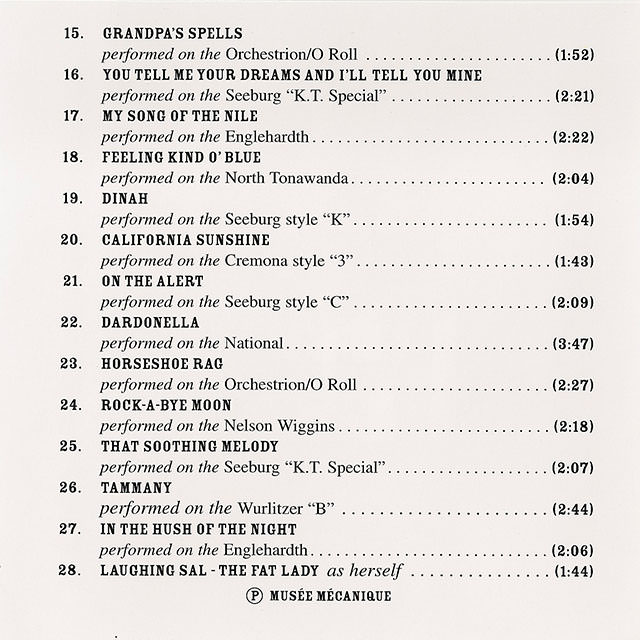 15. GRANDPA'S SPELLS
performed on the Orchestrion/O Roll .................... (1:52)
16. YOU TELL ME YOUR DREAMS AND I'LL TELL YOU MINE
performed on the Seeburg “K.T. Special” ................. (2:21)
17. MY SONG OF THE NILE
performed on the Englehardth.......................... (2:22)
18. FEELING KIND O' BLUE
performed on the North Tonawanda...................... (2:04)
19. DINAH
performed on the Seeburg style “K”...................... (1:54)
20. CALIFORNIA SUNSHINE
performed on the Cremona style “3”..................... (1:43)
21. ON THE ALERT
performed on the Seeburg style “C” ...................... (2:09)
22. DARDONELLA
performed on the National............................. (3:47)
23. HORSESHOE RAG
performed on the Orchestrion/O Roll ..................... (2:27)
24. ROCK-A-BYE MOON
performed on the Nelson Wiggins....................... (2:18)
25. THAT SOOTHING MELODY
performed on the Seeburg “K.T. Special”.................. (2:07)
26. TAMMANY
performed on the Wurlitzer “B” ....................... (2:44)
27. IN THE HUSH OF THE NIGHT
performed on the Englehardth.......................... (2:06)
28. LAUGHING SAL - THE FAT LADY as herself ............... (1:44)
Ⓟ MUSÉE MÉCANIQUE